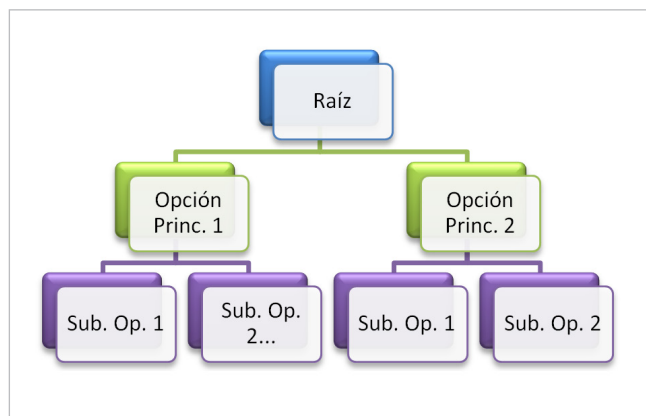 Raíz
Opción
Princ. 1
Opción
Princ. 2
Sub. Op. 1
Sub. Op.
2...
Sub. Op. 1
Sub. Op. 2